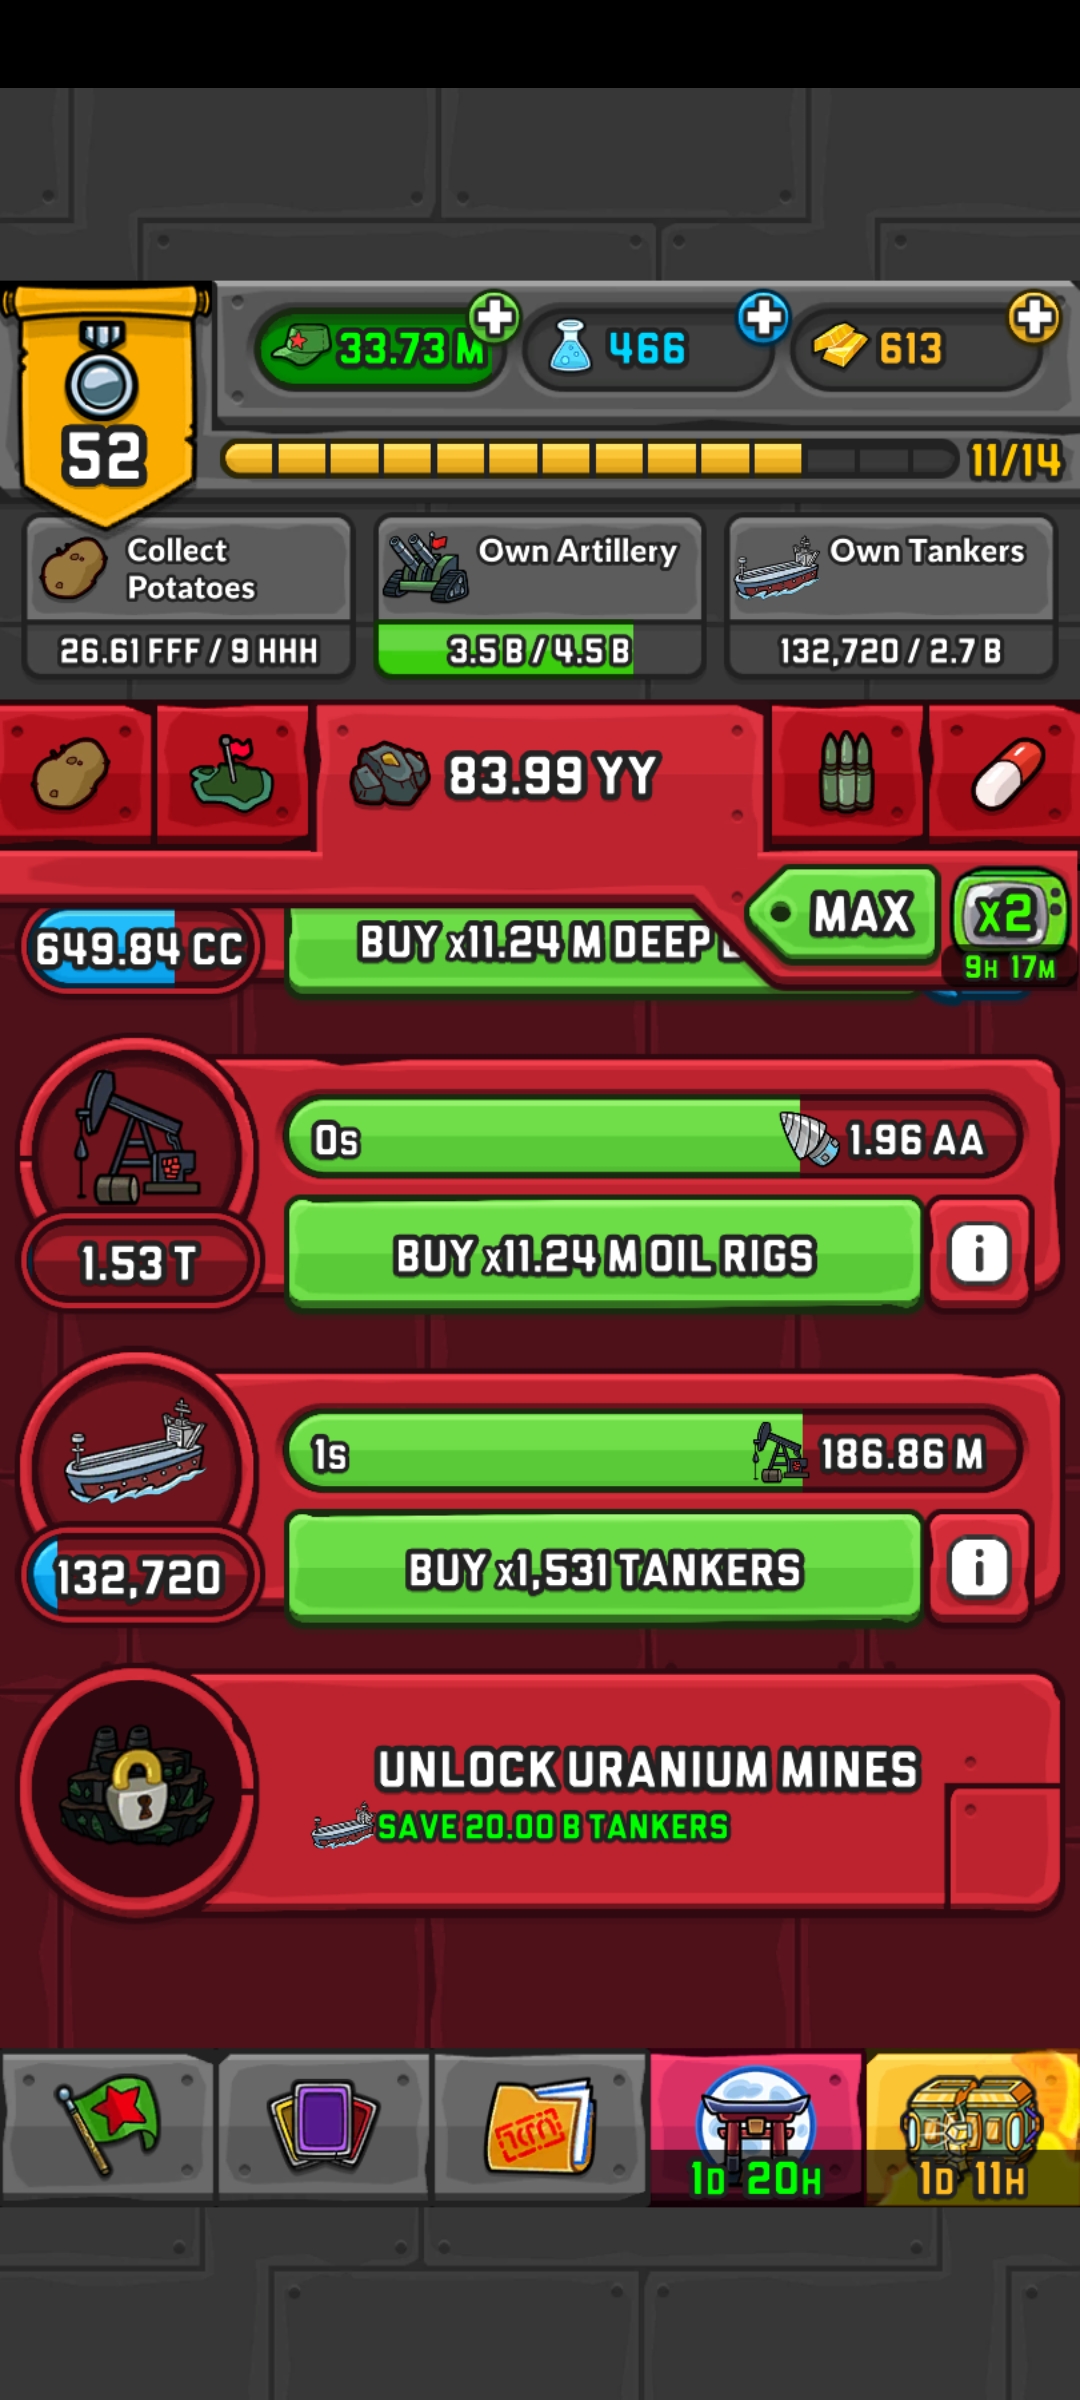 33.73 M
466
613
52
11/14
Collect
Potatoes
26.61 FFF / 9 HHH
Own Artillery
3.5 B / 4.5 B
Own Tankers
132,720 / 2.7 B
83.99 YY
MAX
x2
9H 17M
649.84 CC
BUY x11.24 M DEEP
0s
1.96 AA
1.53 T
BUY x11.24 M OIL RIGS
i
1s
186.86 M
132,720
BUY x1,531 TANKERS
i
UNLOCK URANIUM MINES
SAVE 20.00 B TANKERS
1D 20H
1D 11H